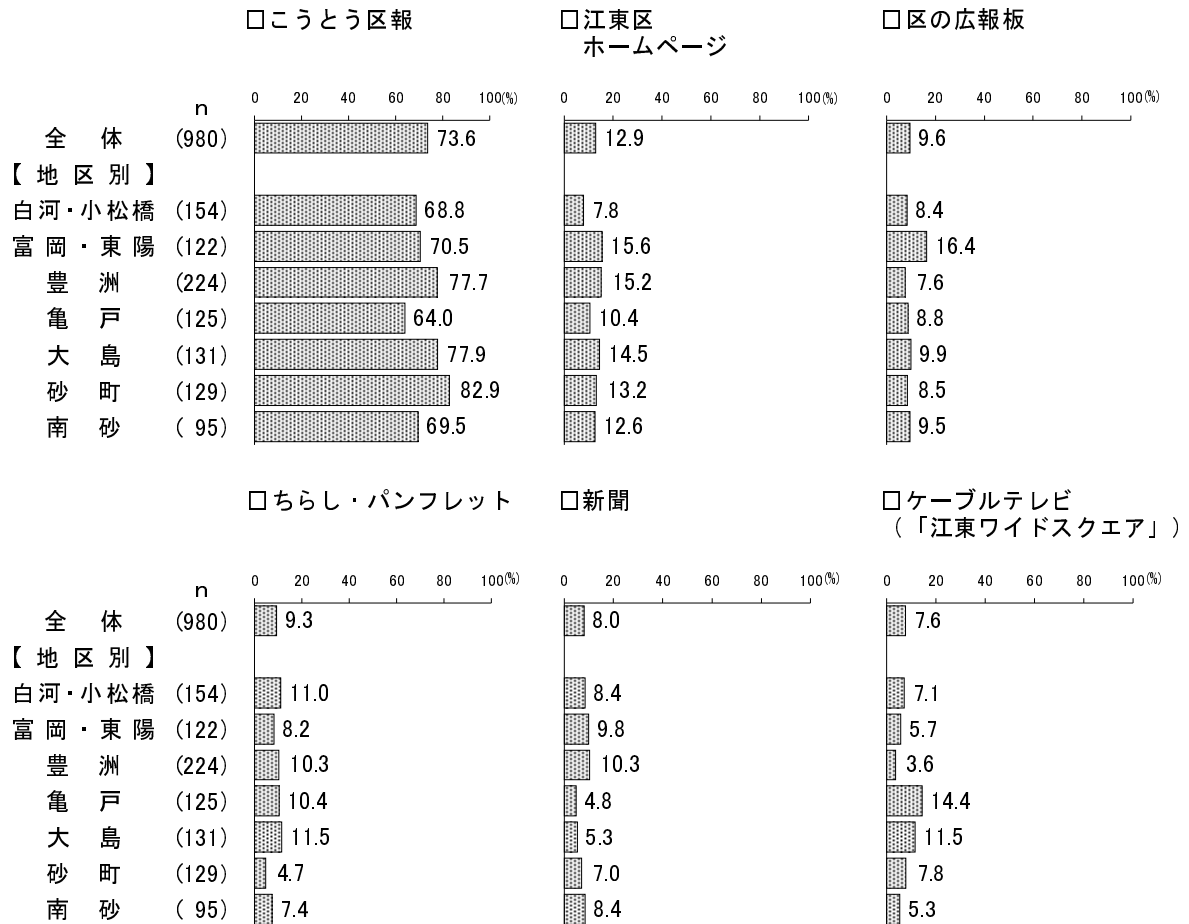 □こうとう区報 □江東区 □区の広報板
ホームページ
n 0 20 40 60 80 100(%) 0 20 40 60 80 100(%) 0 20 40 60 80 100(%)
全体 (980) 73.6 12.9 9.6
【地区別】
白河・小松橋 (154) 68.8 7.8 8.4
富岡・東陽 (122) 70.5 15.6 16.4
豊洲 (224) 77.7 15.2 7.6
亀戸 (125) 64.0 10.4 8.8
大島 (131) 77.9 14.5 9.9
砂町 (129) 82.9 13.2 8.5
南砂 ( 95) 69.5 12.6 9.5
□ちらし・パンフレット □新聞 □ケーブルテレビ
（「江東ワイドスクエア」）
n 0 20 40 60 80 100(%) 0 20 40 60 80 100(%) 0 20 40 60 80 100(%)
全体 (980) 9.3 8.0 7.6
【地区別】
白河・小松橋 (154) 11.0 8.4 7.1
富岡・東陽 (122) 8.2 9.8 5.7
豊洲 (224) 10.3 10.3 3.6
亀戸 (125) 10.4 4.8 14.4
大島 (131) 11.5 5.3 11.5
砂町 (129) 4.7 7.0 7.8
南砂 ( 95) 7.4 8.4 5.3